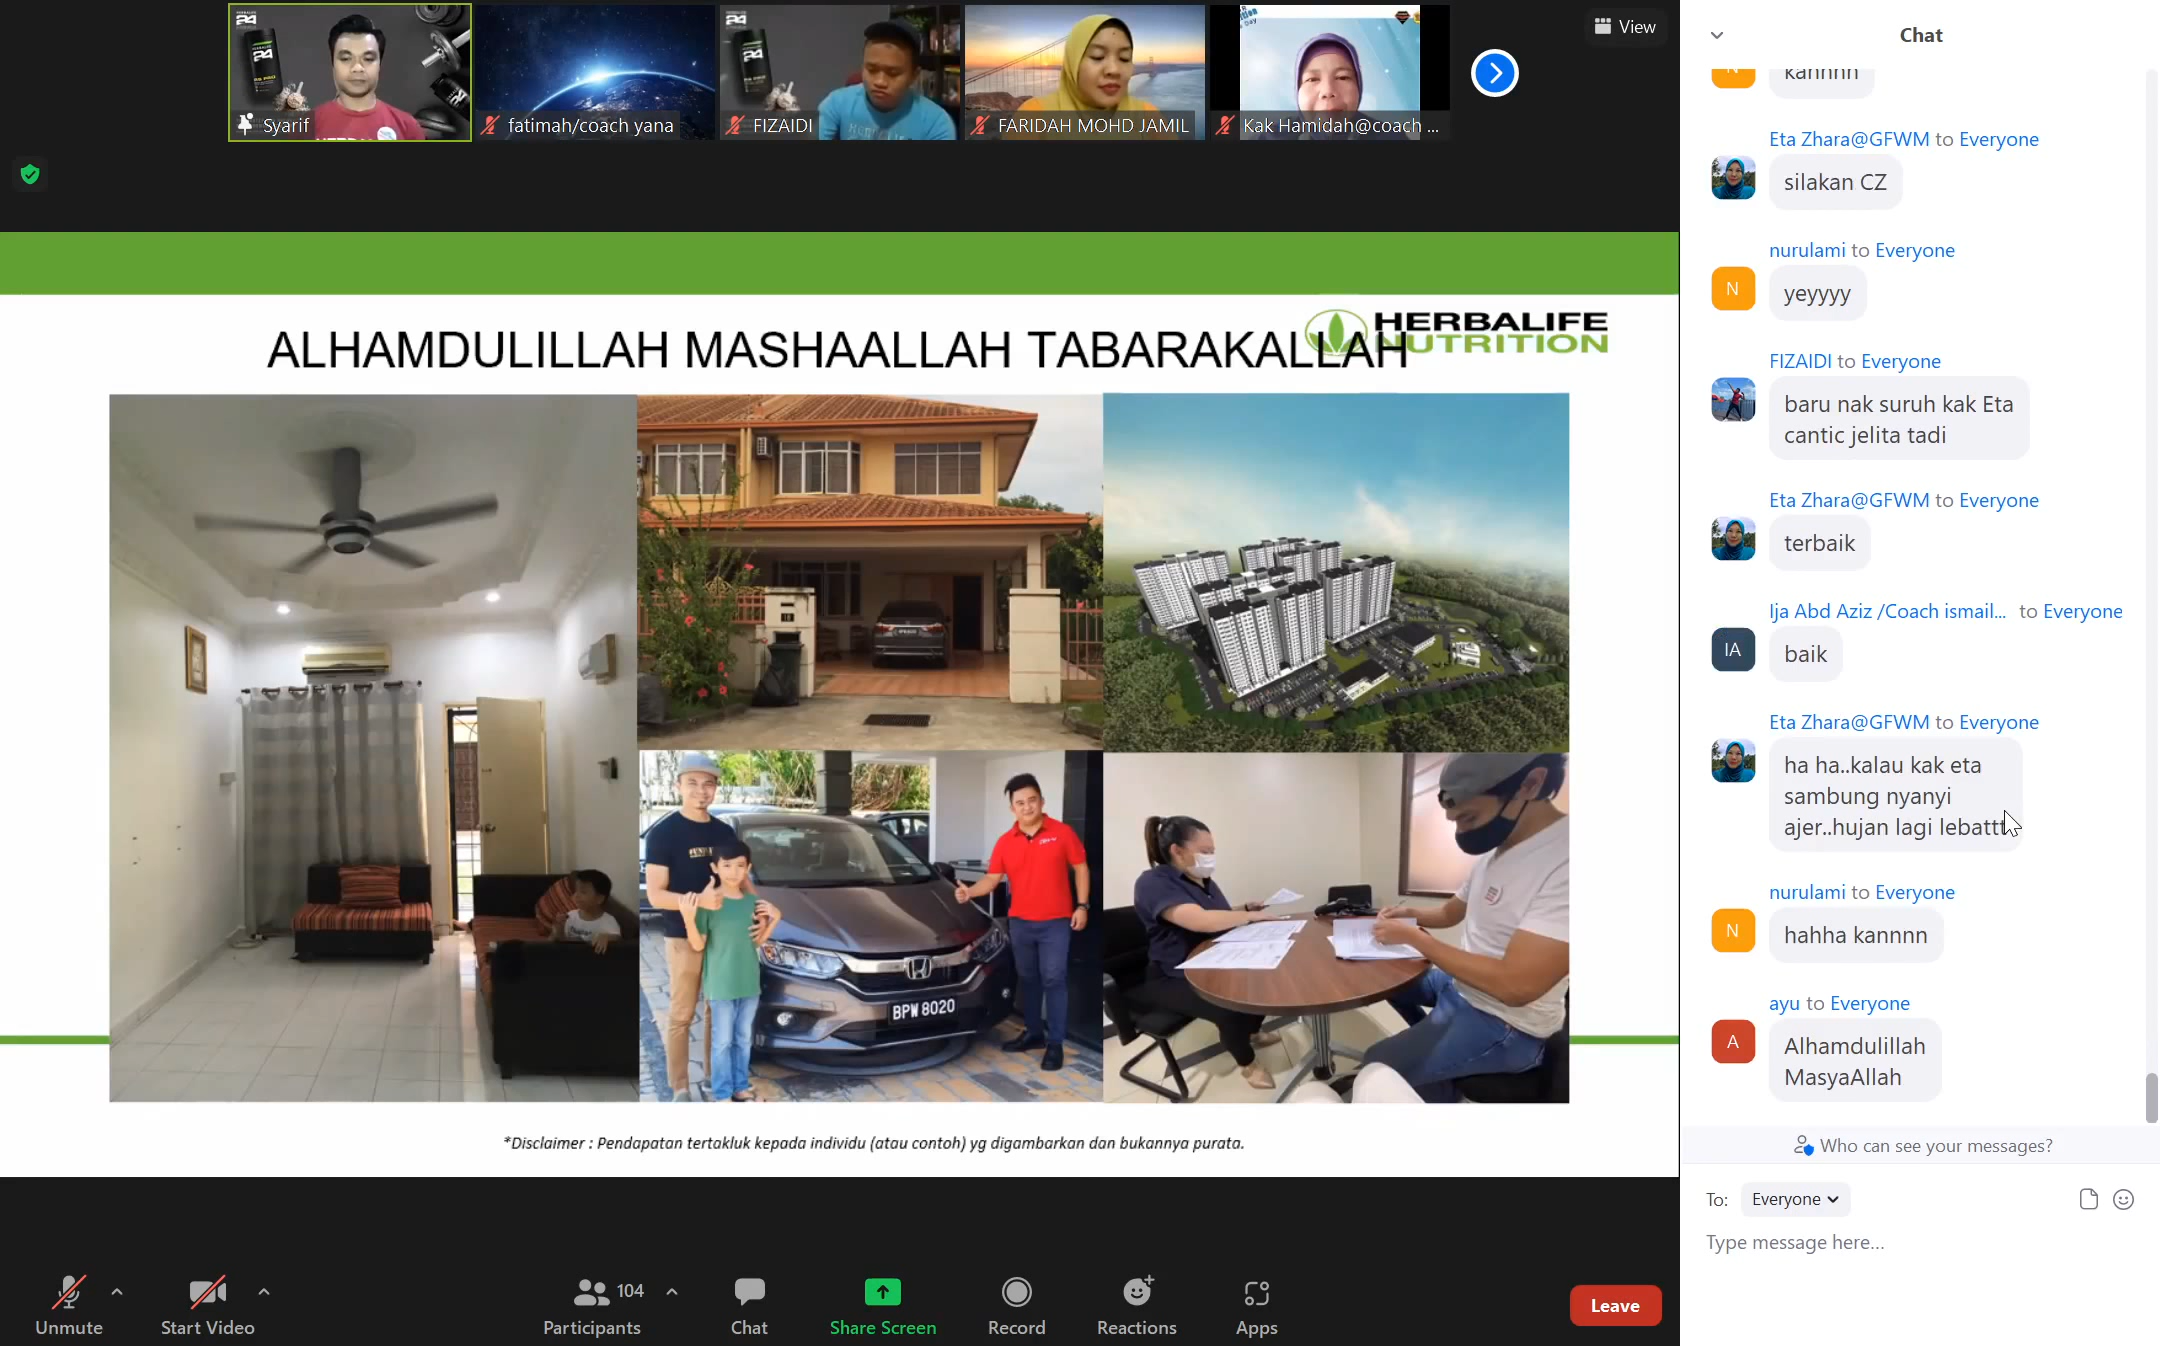 Syarif
fatimah/coach yana
FIZAIDI
FARIDAH MOHD JAMIL
Kak Hamidah@coach ...
View
ALHAMDULILLAH MASHAALLAH TABARAKALLAH
HERBALIFE
NUTRITION
BPW 8020
*Disclaimer : Pendapatan tertakluk kepada individu (atau contoh) yg digambarkan dan bukannya purata.
Unmute
Start Video
104
Participants
Chat
Share Screen
Record
Reactions
Apps
Leave
Chat
kannnn
Eta Zhara@GFWM to Everyone
silakan CZ
nurulami to Everyone
N
yeyyyy
FIZAIDI to Everyone
baru nak suruh kak Eta
cantic jelita tadi
Eta Zhara@GFWM to Everyone
terbaik
Ija Abd Aziz /Coach ismail... to Everyone
IA
baik
Eta Zhara@GFWM to Everyone
ha ha..kalau kak eta
sambung nyanyi
ajer..hujan lagi lebattt
nurulami to Everyone
N
hahha kannnn
ayu to Everyone
A
Alhamdulillah
MasyaAllah
Who can see your messages?
To: Everyone
Type message here...